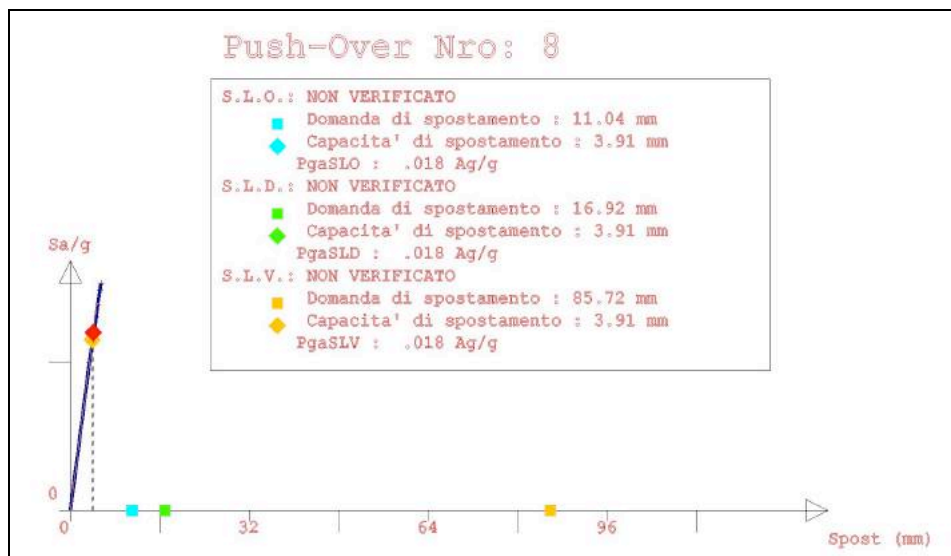 Push-Over Nro: 8
S.L.O.: NON VERIFICATO
Domanda di spostamento : 11.04 mm
Capacita' di spostamento : 3.91 mm
PgaSLO : .018 Ag/g
S.L.D.: NON VERIFICATO
Domanda di spostamento : 16.92 mm
Capacita' di spostamento : 3.91 mm
PgaSLD : .018 Ag/g
S.L.V.: NON VERIFICATO
Domanda di spostamento : 85.72 mm
Capacita' di spostamento : 3.91 mm
PgaSLV : .018 Ag/g
Sa/g
0
0 32 64 96
Spost (mm)